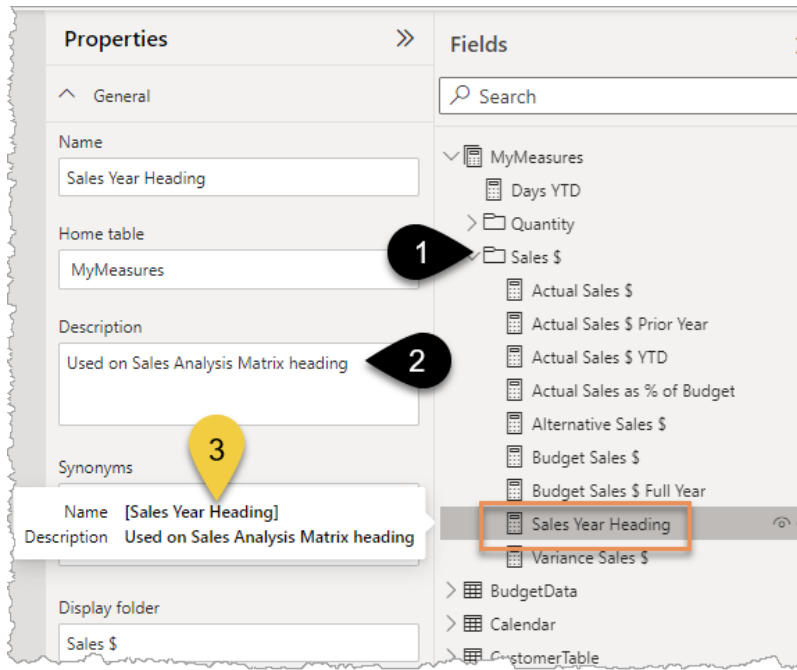 Properties
General
Name
Sales Year Heading
Home table
MyMeasures
Description
Used on Sales Analysis Matrix heading
2
3
Synonyms
Name [Sales Year Heading]
Description Used on Sales Analysis Matrix heading
Display folder
Sales $
Fields
Search
MyMeasures
Days YTD
Quantity
1
Sales $
Actual Sales $
Actual Sales $ Prior Year
Actual Sales $ YTD
Actual Sales as % of Budget
Alternative Sales $
Budget Sales $
Budget Sales $ Full Year
Sales Year Heading
Variance Sales $
BudgetData
Calendar
CustomerTable